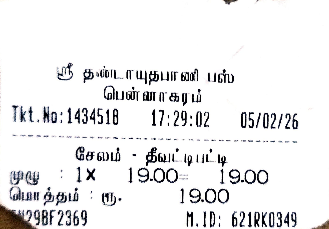 ஸ்ரீ தண்டாயுதபாணி பஸ்
பென்னாகரம்
Tkt.No:1434518 17:29:02 05/02/26
சேலம் - தீவட்டிபட்டி
முழு : 1X 19.00= 19.00
மொத்தம் : ரூ. 19.00
TN29BF2369 M.ID: 621RK0349